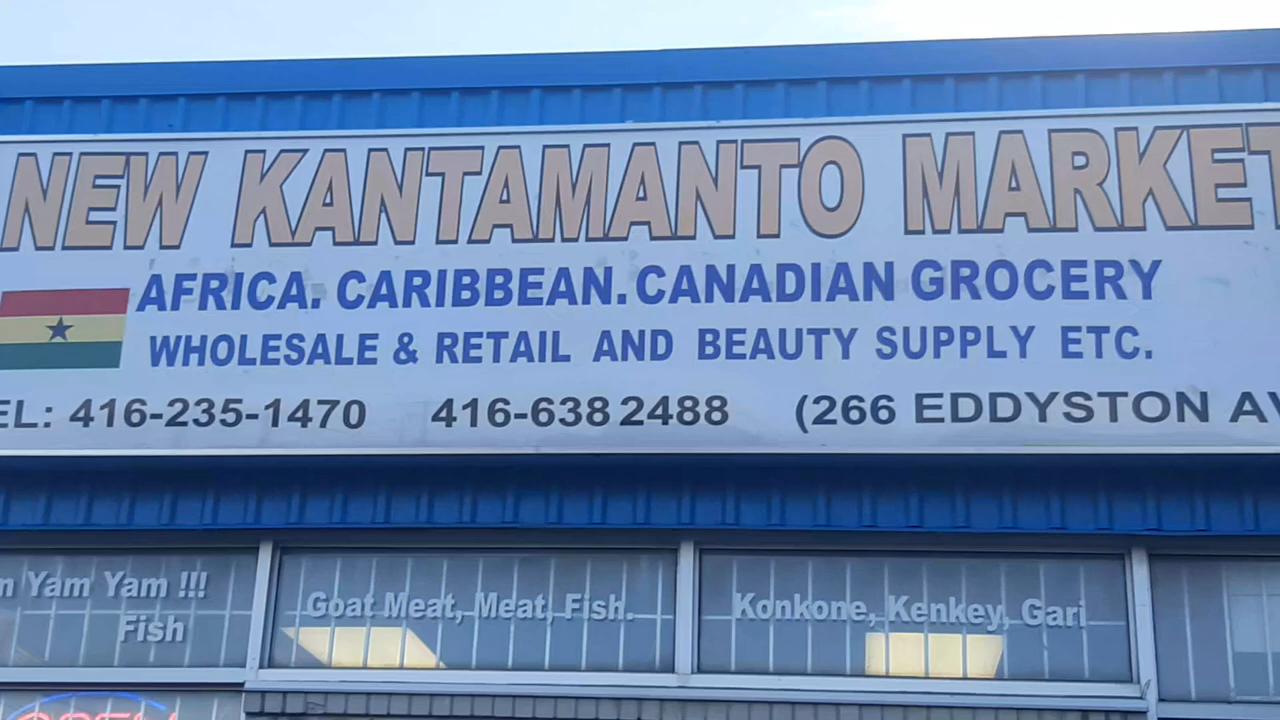 NEW KANTAMANTO MARKET
AFRICA. CARIBBEAN. CANADIAN GROCERY
WHOLESALE & RETAIL AND BEAUTY SUPPLY ETC.
EL: 416-235-1470 416-638 2488 (266 EDDYSTON AV
m Yam Yam !!!
Fish
Goat Meat, Meat, Fish.
Konkone, Kenkey, Gari
OPEN